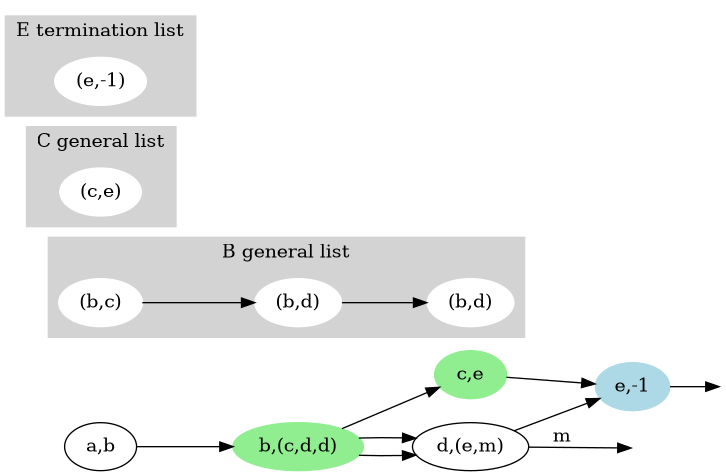 E termination list
(e,-1)
C general list
(c,e)
B general list
(b,c) (b,d) (b,d)
c,e
e,-1
a,b b,(c,d,d) d,(e,m) m